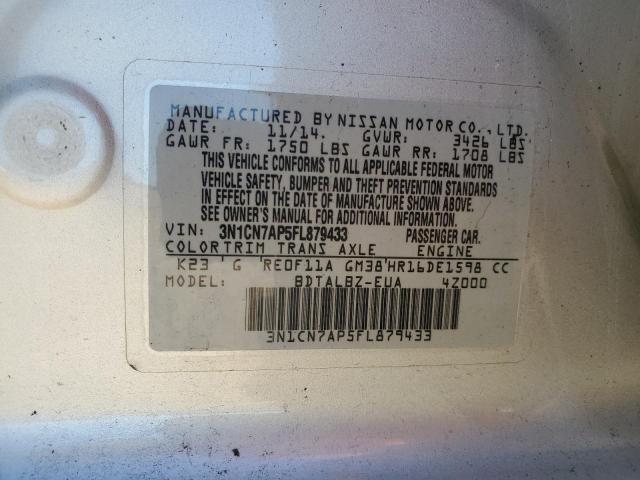 MANUFACTURED BY NISSAN MOTOR CO., LTD.
DATE: 11/14. GVWR: 3426 LBS
GAWR FR: 1750 LBS GAWR RR: 1708 LBS
THIS VEHICLE CONFORMS TO ALL APPLICABLE FEDERAL MOTOR
VEHICLE SAFETY, BUMPER AND THEFT PREVENTION STANDARDS
IN EFFECT ON THE DATE OF MANUFACTURE SHOWN ABOVE.
SEE OWNER'S MANUAL FOR ADDITIONAL INFORMATION.
VIN: 3N1CN7AP5FL879433 PASSENGER CAR.
COLOR TRIM TRANS AXLE ENGINE
K23 'G 'RE0F11A GM38'HR16DE1598 CC
MODEL: BDTALBZ-EUA 4Z000
3N1CN7AP5FL879433